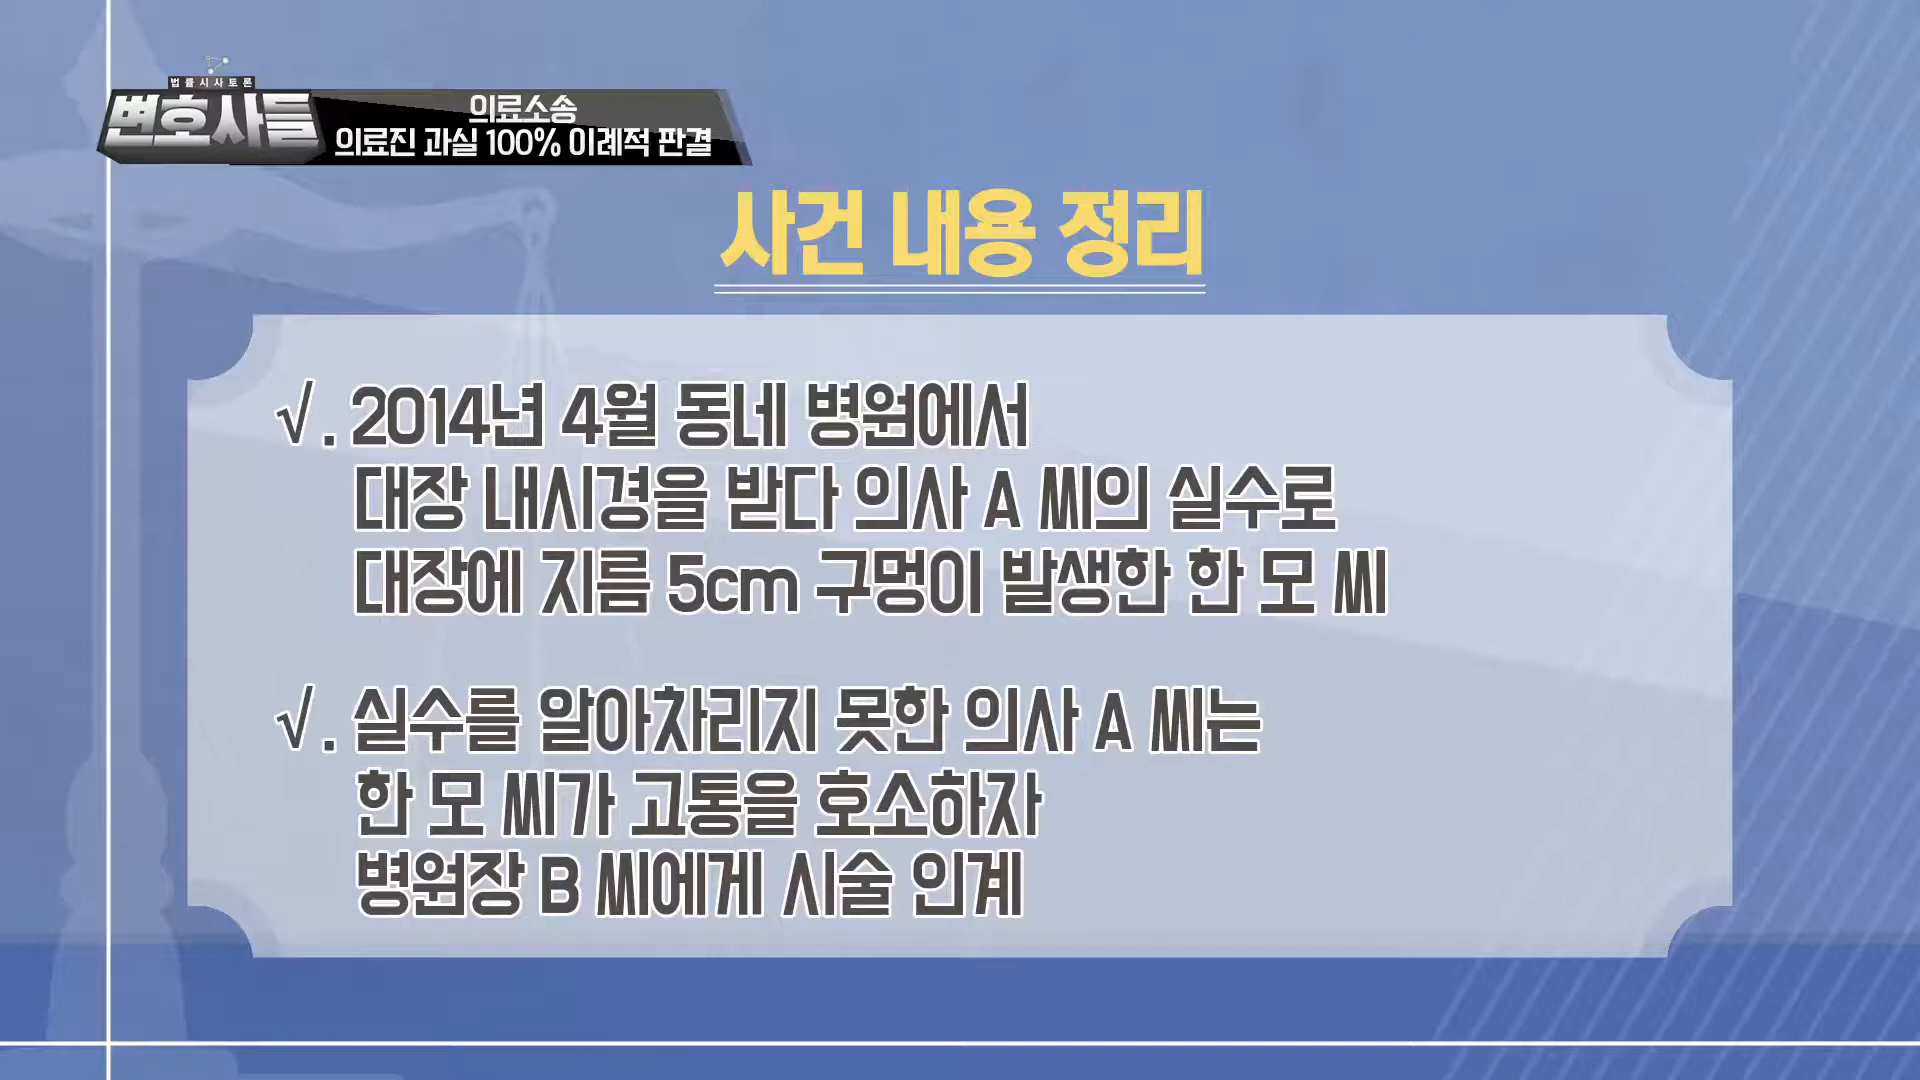 법률시사토론
변호사들
의료소송
의료진 과실 100% 이례적 판결
사건 내용 정리
√. 2014년 4월 동네 병원에서
대장 내시경을 받다 의사 A 씨의 실수로
대장에 지름 5cm 구멍이 발생한 한 모 씨
√. 실수를 알아차리지 못한 의사 A 씨는
한 모 씨가 고통을 호소하자
병원장 B 씨에게 시술 인계